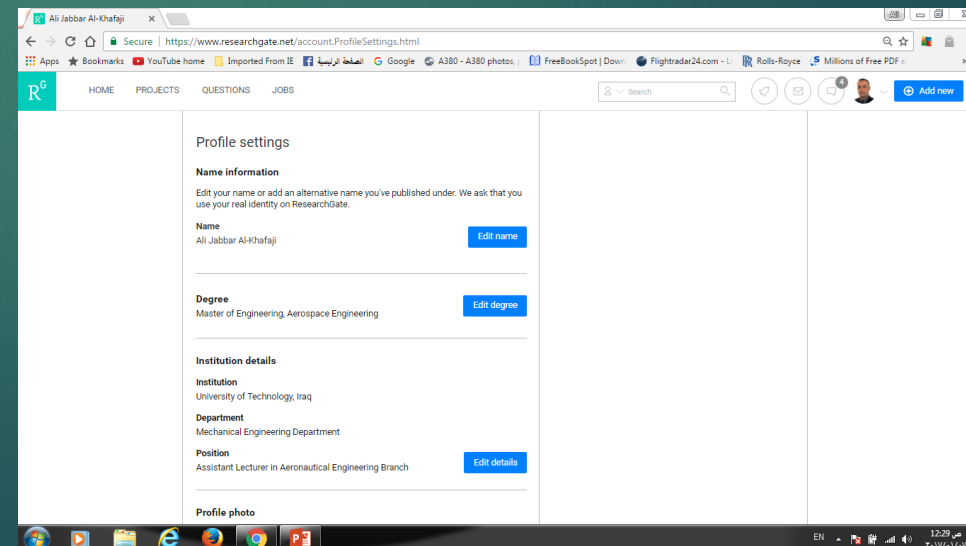 Ali Jabbar Al-Khafaji
Ali
Secure https://www.researchgate.net/account.ProfileSettings.html
Apps Bookmarks YouTube home Imported From IE الصفحة الرئيسية Google A380 - A380 photos, FreeBookSpot | Down Flightradar24.com - Rolls-Royce Millions of Free PDF
RG HOME PROJECTS QUESTIONS JOBS Search 4 Add new
Profile settings
Name information
Edit your name or add an alternative name you've published under. We ask that you
use your real identity on ResearchGate.
Name
Ali Jabbar Al-Khafaji
Edit name
Degree
Master of Engineering, Aerospace Engineering
Edit degree
Institution details
Institution
University of Technology, Iraq
Department
Mechanical Engineering Department
Position
Assistant Lecturer in Aeronautical Engineering Branch
Edit details
Profile photo
EN 12:29 ص